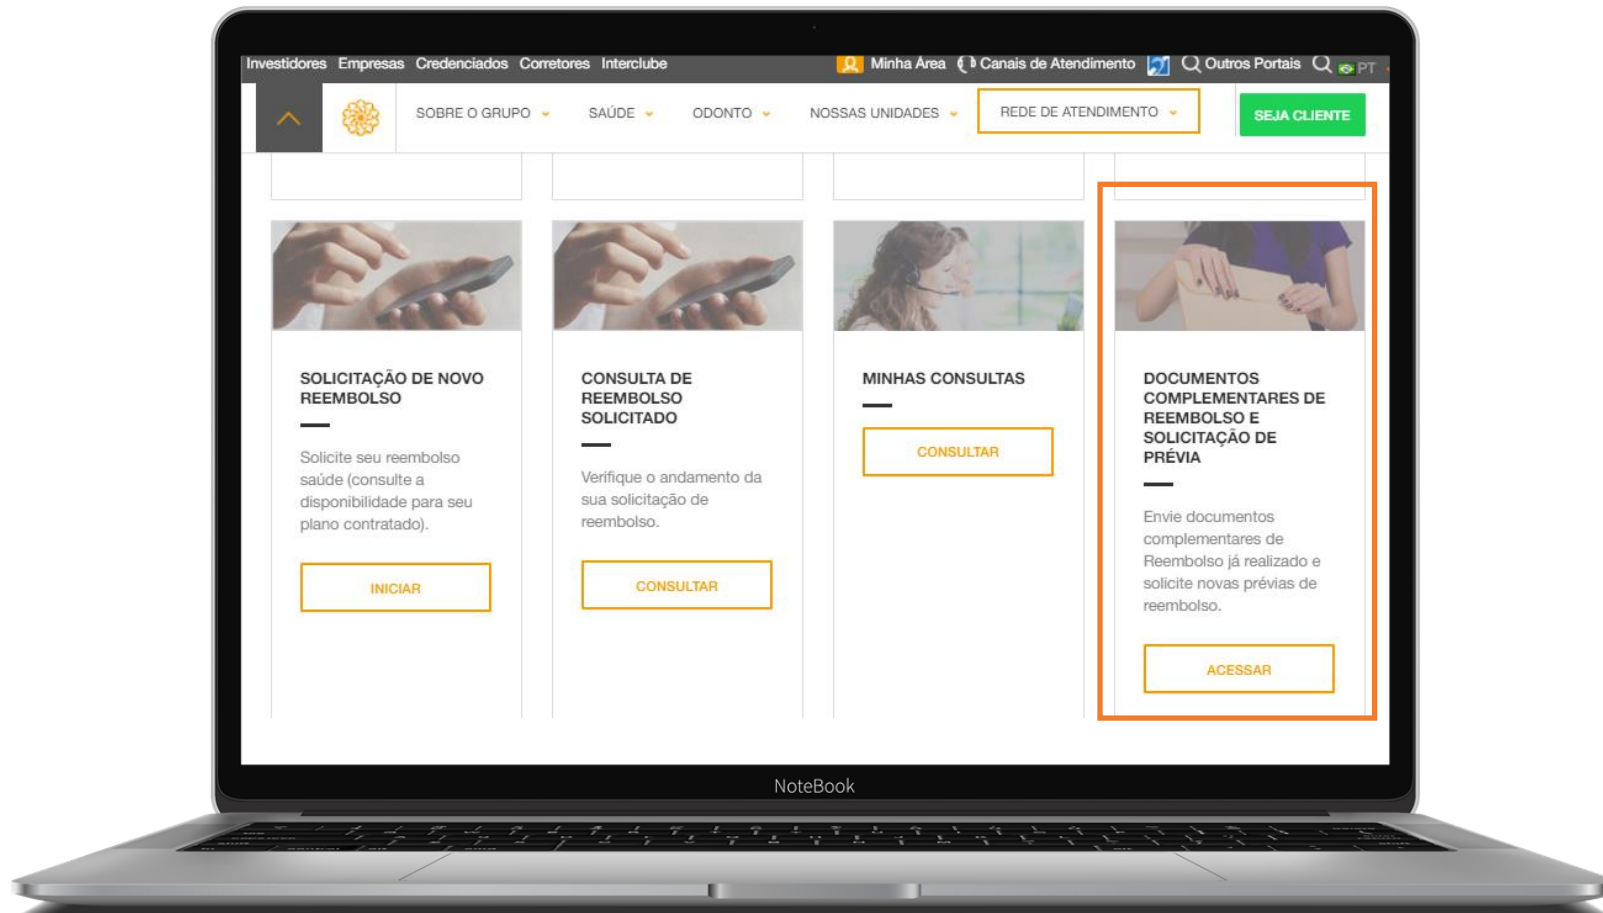 Investidores Empresas Credenciados Corretores Interclube Minha Área Canais de Atendimento Outros Portais PT
SOBRE O GRUPO SAÚDE ODONTO NOSSAS UNIDADES REDE DE ATENDIMENTO SEJA CLIENTE
SOLICITAÇÃO DE NOVO
REEMBOLSO
Solicite seu reembolso
saúde (consulte a
disponibilidade para seu
plano contratado).
INICIAR
CONSULTA DE
REEMBOLSO
SOLICITADO
Verifique o andamento da
sua solicitação de
reembolso.
CONSULTAR
MINHAS CONSULTAS
CONSULTAR
DOCUMENTOS
COMPLEMENTARES DE
REEMBOLSO E
SOLICITAÇÃO DE
PRÉVIA
Envie documentos
complementares de
Reembolso já realizado e
solicite novas prévias de
reembolso.
ACESSAR
NoteBook